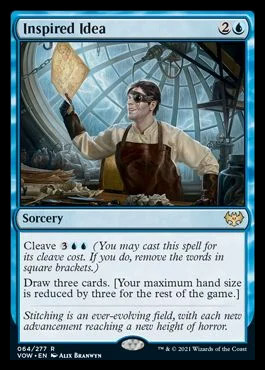 Inspired Idea 2
Sorcery
Cleave 3 (You may cast this spell for
its cleave cost. If you do, remove the words in
square brackets.)
Draw three cards. [Your maximum hand size
is reduced by three for the rest of the game.]
Stitching is an ever-evolving field, with each new
advancement reaching a new height of horror.
064/277 R
VOW • EN ALIX BRANWYN
™ & © 2021 Wizards of the Coast